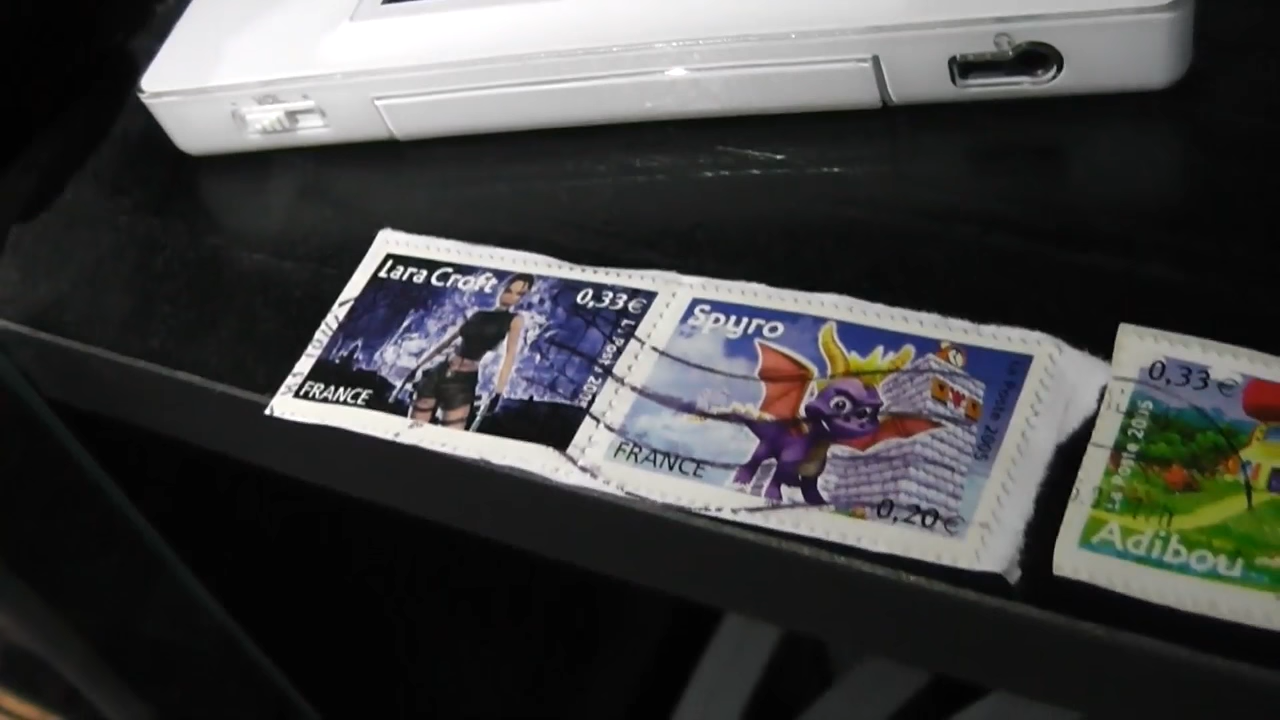 Lara Croft
0,33€
La Poste
FRANCE
Spyro
La Poste 2005
FRANCE
0,20€
0,33€
La Poste 2005
Adibou